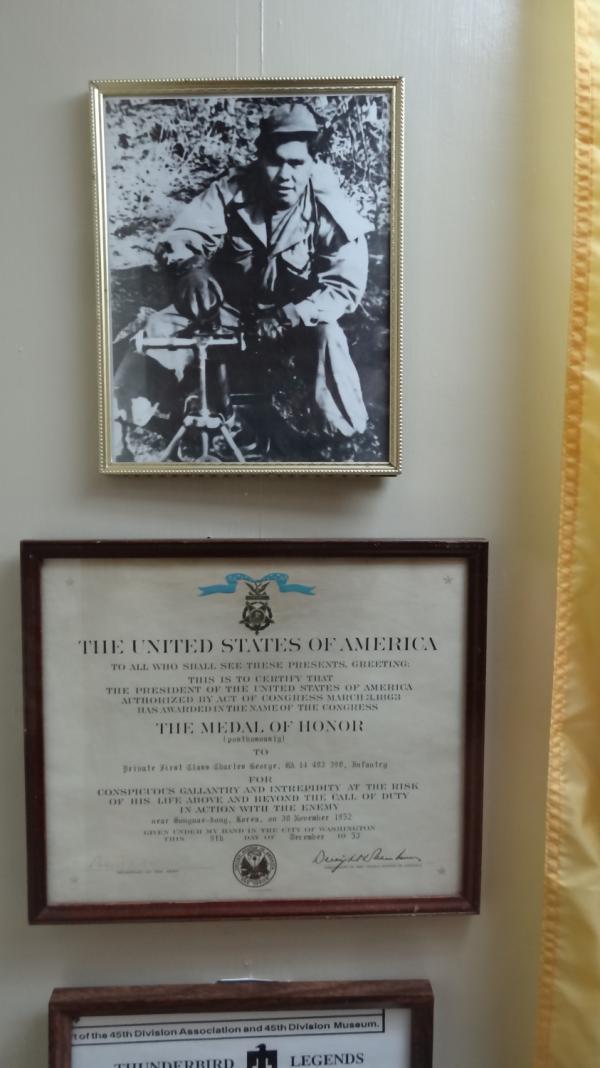 THE UNITED STATES OF AMERICA
TO ALL WHO SHALL SEE THESE PRESENTS, GREETING:
THIS IS TO CERTIFY THAT
THE PRESIDENT OF THE UNITED STATES OF AMERICA
AUTHORIZED BY ACT OF CONGRESS MARCH 3, 1863
HAS AWARDED IN THE NAME OF THE CONGRESS
THE MEDAL OF HONOR
(posthumously)
TO
Private First Class Charles George, RA 14 403 390, Infantry
FOR
CONSPICUOUS GALLANTRY AND INTREPIDITY AT THE RISK
OF HIS LIFE ABOVE AND BEYOND THE CALL OF DUTY
IN ACTION WITH THE ENEMY
near Songnae-dong, Korea, on 30 November 1952
GIVEN UNDER MY HAND IN THE CITY OF WASHINGTON
THIS 9th DAY OF December 19 53
of the 45th Division Association and 45th Division Museum.
THUNDERBIRD LEGENDS